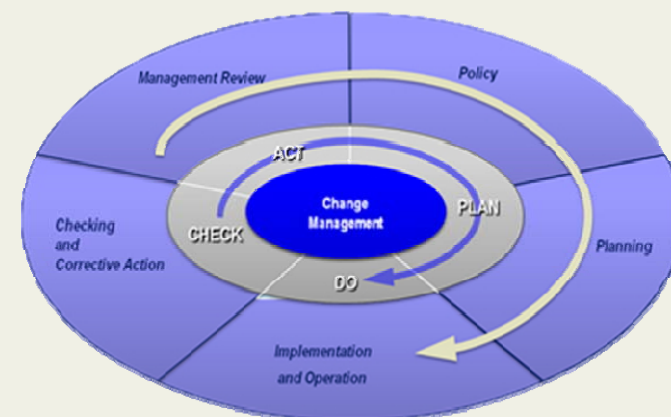 Management Review
Policy
ACT
Change
Management
PLAN
CHECK
Checking
and
Corrective Action
Planning
DO
Implementation
and Operation